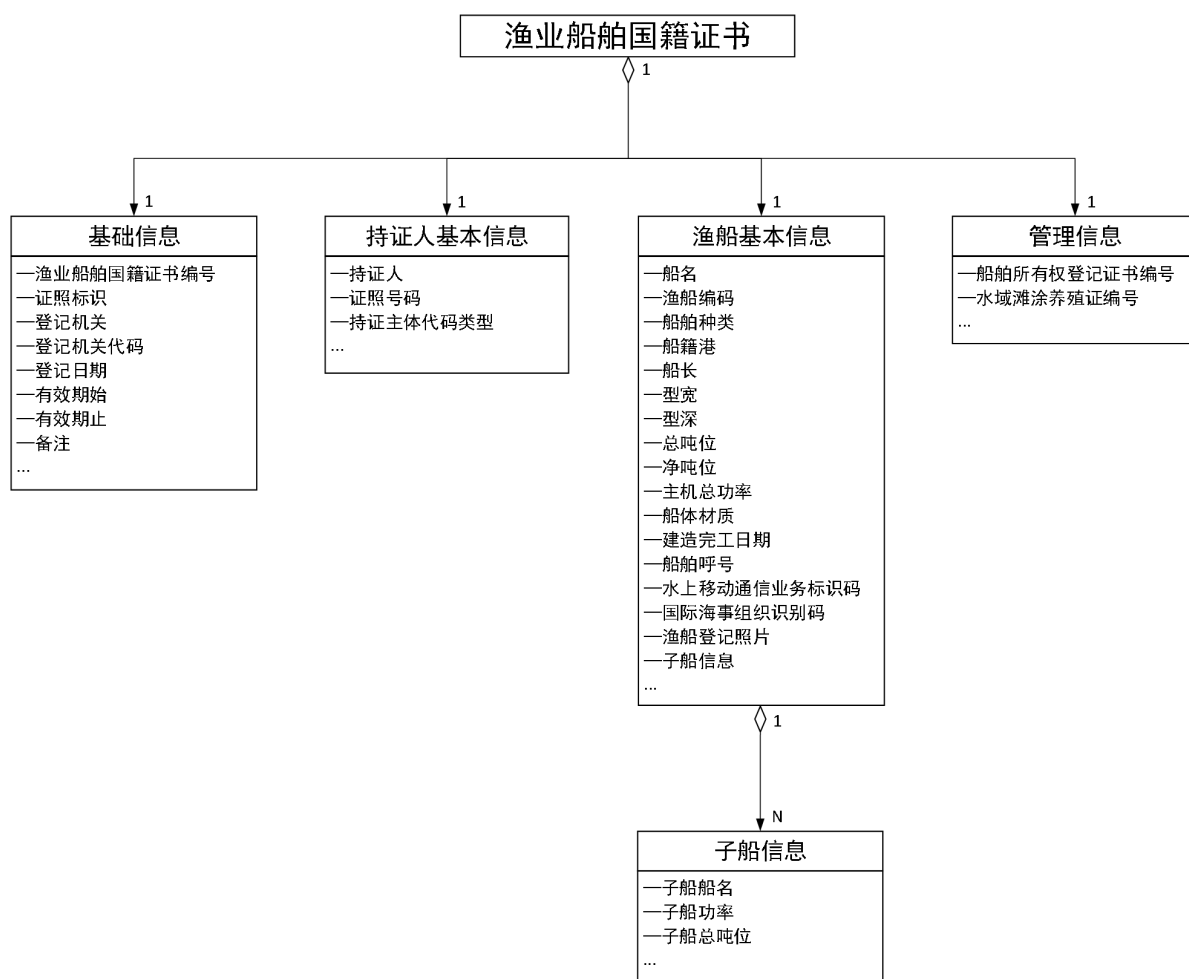 渔业船舶国籍证书
1
1
基础信息
—渔业船舶国籍证书编号
—证照标识
—登记机关
—登记机关代码
—登记日期
—有效期始
—有效期止
—备注
...
1
持证人基本信息
—持证人
—证照号码
—持证主体代码类型
...
1
渔船基本信息
—船名
—渔船编码
—船舶种类
—船籍港
—船长
—型宽
—型深
—总吨位
—净吨位
—主机总功率
—船体材质
—建造完工日期
—船舶呼号
—水上移动通信业务标识码
—国际海事组织识别码
—渔船登记照片
—子船信息
...
1
管理信息
—船舶所有权登记证书编号
—水域滩涂养殖证编号
...
1
N
子船信息
—子船船名
—子船功率
—子船总吨位
...